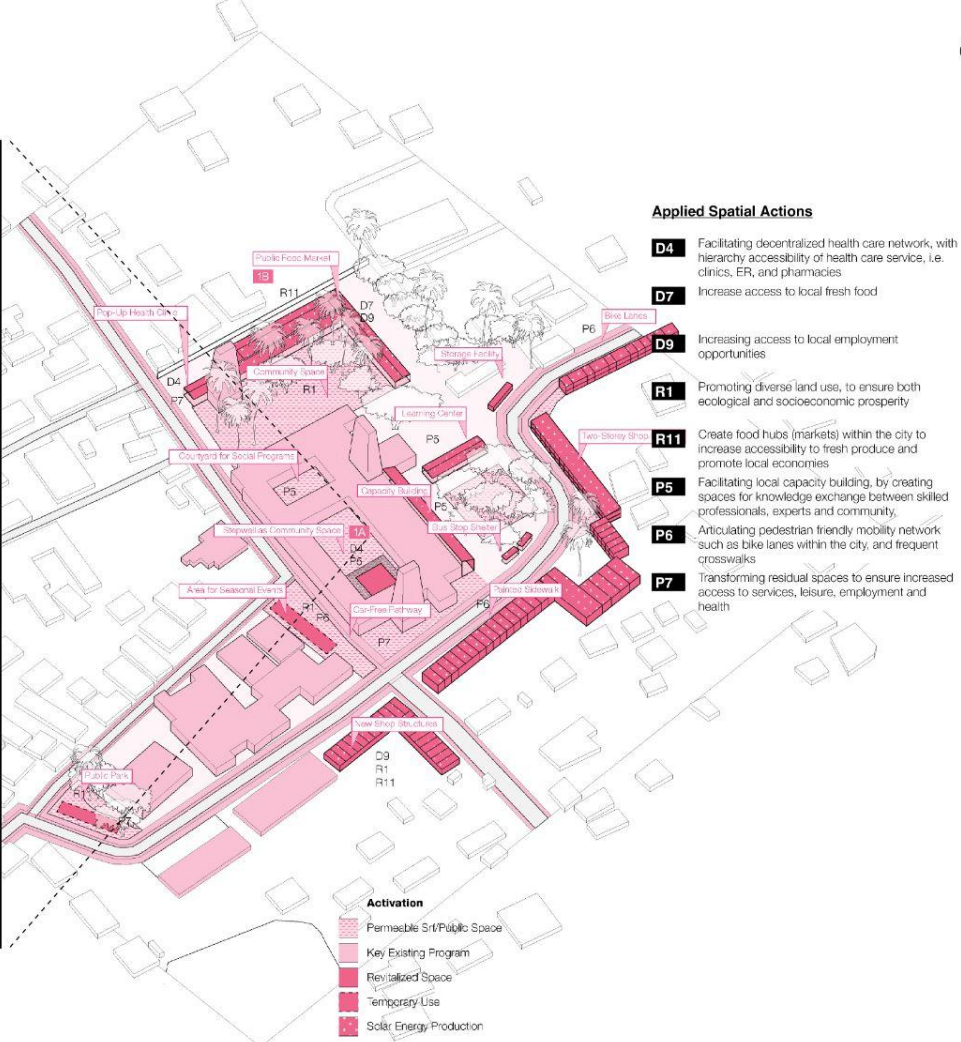 Public Food Market
1B
R11
D7
D9
Pop-Up Health Clinic
D4
P7
Community Space
R1
P6
Bike Lanes
Storage Facility
Learning Center
P5
Two-Storey Shop
Courtyard for Social Programs
P5
Capacity Building
P5
Stepwell as Community Space
1A
D4
P5
Bus Stop Shelter
Area for Seasonal Events
R1
P6
Car-Free Pathway
P6
Painted Sidewalk
P7
New Shop Structures
D9
R1
R11
Public Park
R1
P7
Applied Spatial Actions
D4 Facilitating decentralized health care network, with
hierarchy accessibility of health care service, i.e.
clinics, ER, and pharmacies
D7 Increase access to local fresh food
D9 Increasing access to local employment
opportunities
R1 Promoting diverse land use, to ensure both
ecological and socioeconomic prosperity
R11 Create food hubs (markets) within the city to
increase accessibility to fresh produce and
promote local economies
P5 Facilitating local capacity building, by creating
spaces for knowledge exchange between skilled
professionals, experts and community,
P6 Articulating pedestrian friendly mobility network
such as bike lanes within the city, and frequent
crosswalks
P7 Transforming residual spaces to ensure increased
access to services, leisure, employment and
health
Activation
Permeable Srf/Public Space
Key Existing Program
Revitalized Space
Temporary Use
Solar Energy Production